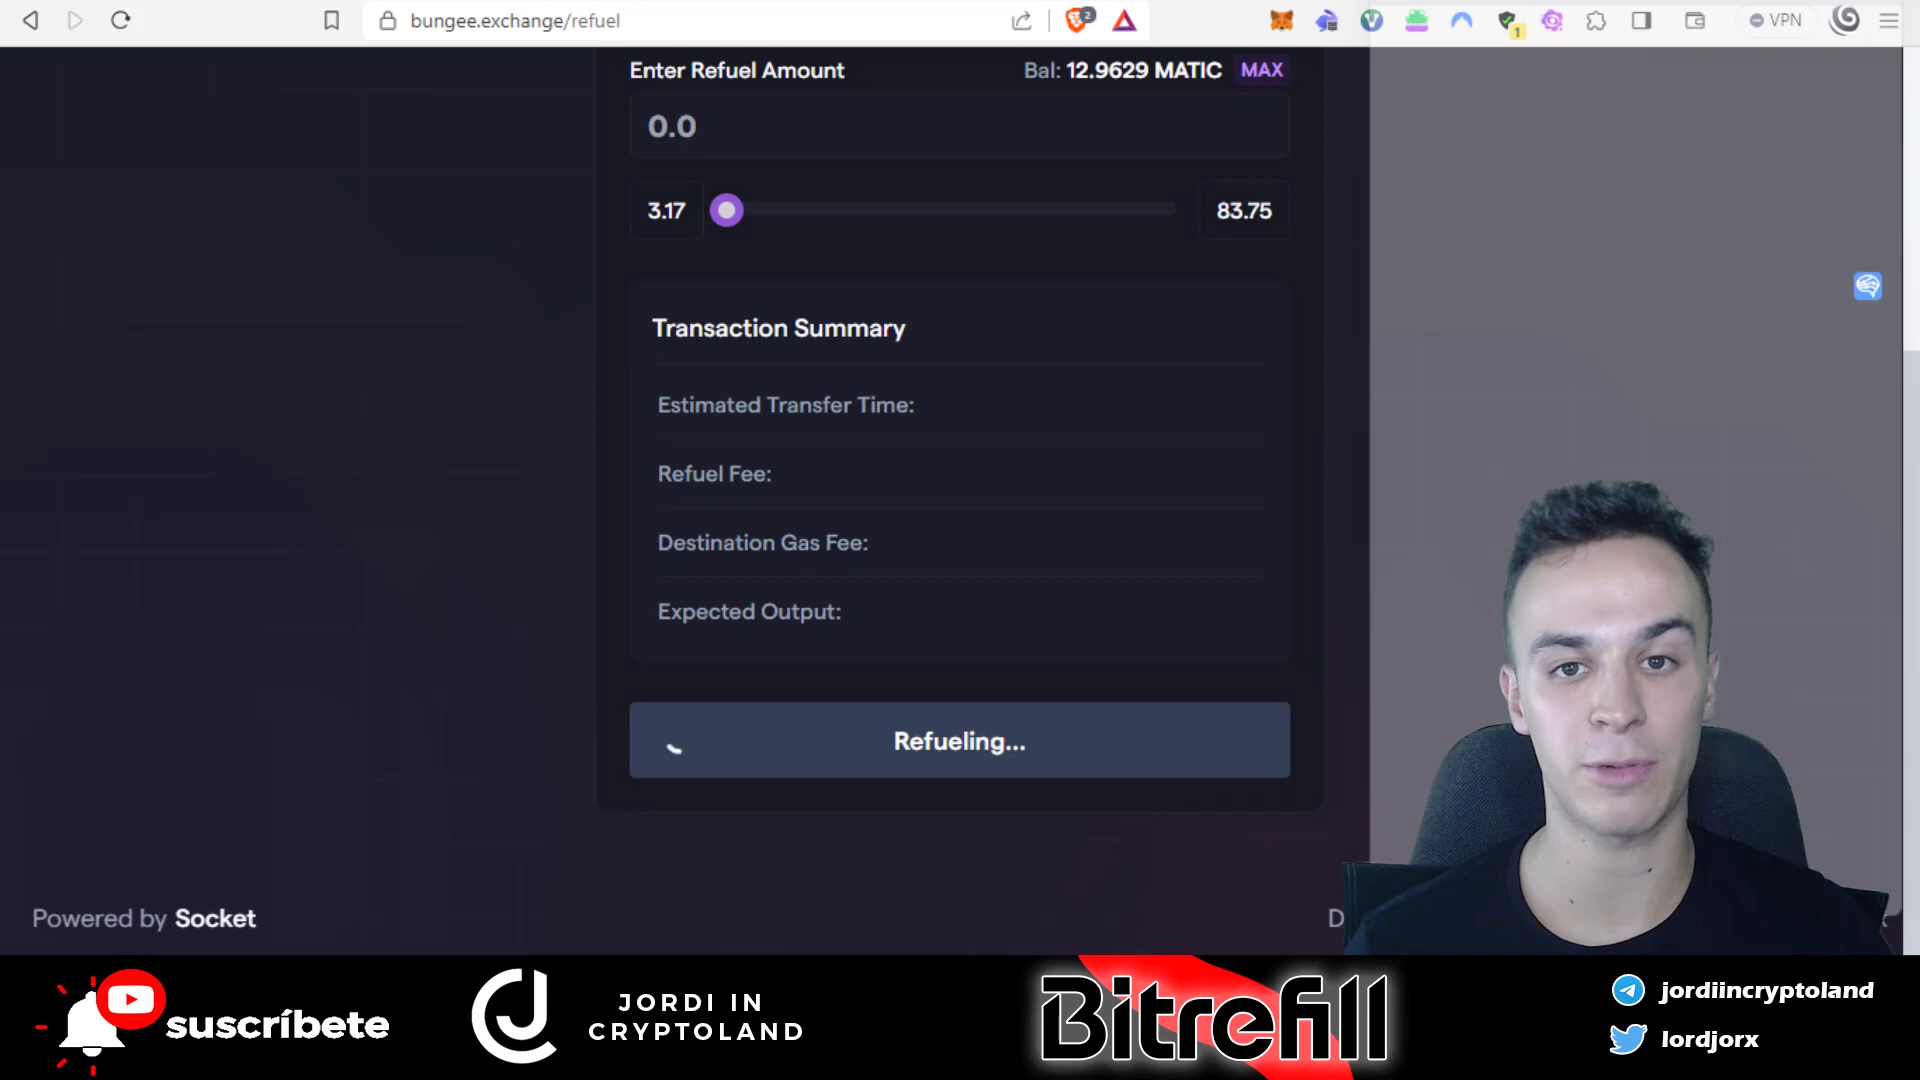 bungee.exchange/refuel
2
1
VPN
Enter Refuel Amount
Bal: 12.9629 MATIC
MAX
0.0
3.17
83.75
Transaction Summary
Estimated Transfer Time:
Refuel Fee:
Destination Gas Fee:
Expected Output:
Refueling...
Powered by Socket
D
suscríbete
JORDI IN
CRYPTOLAND
Bitrefill
jordiincryptoland
lordjorx